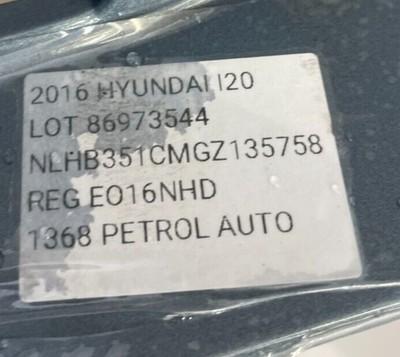 2016 HYUNDAI I20
LOT 86973544
NLHB351CMGZ135758
REG EO16NHD
1368 PETROL AUTO